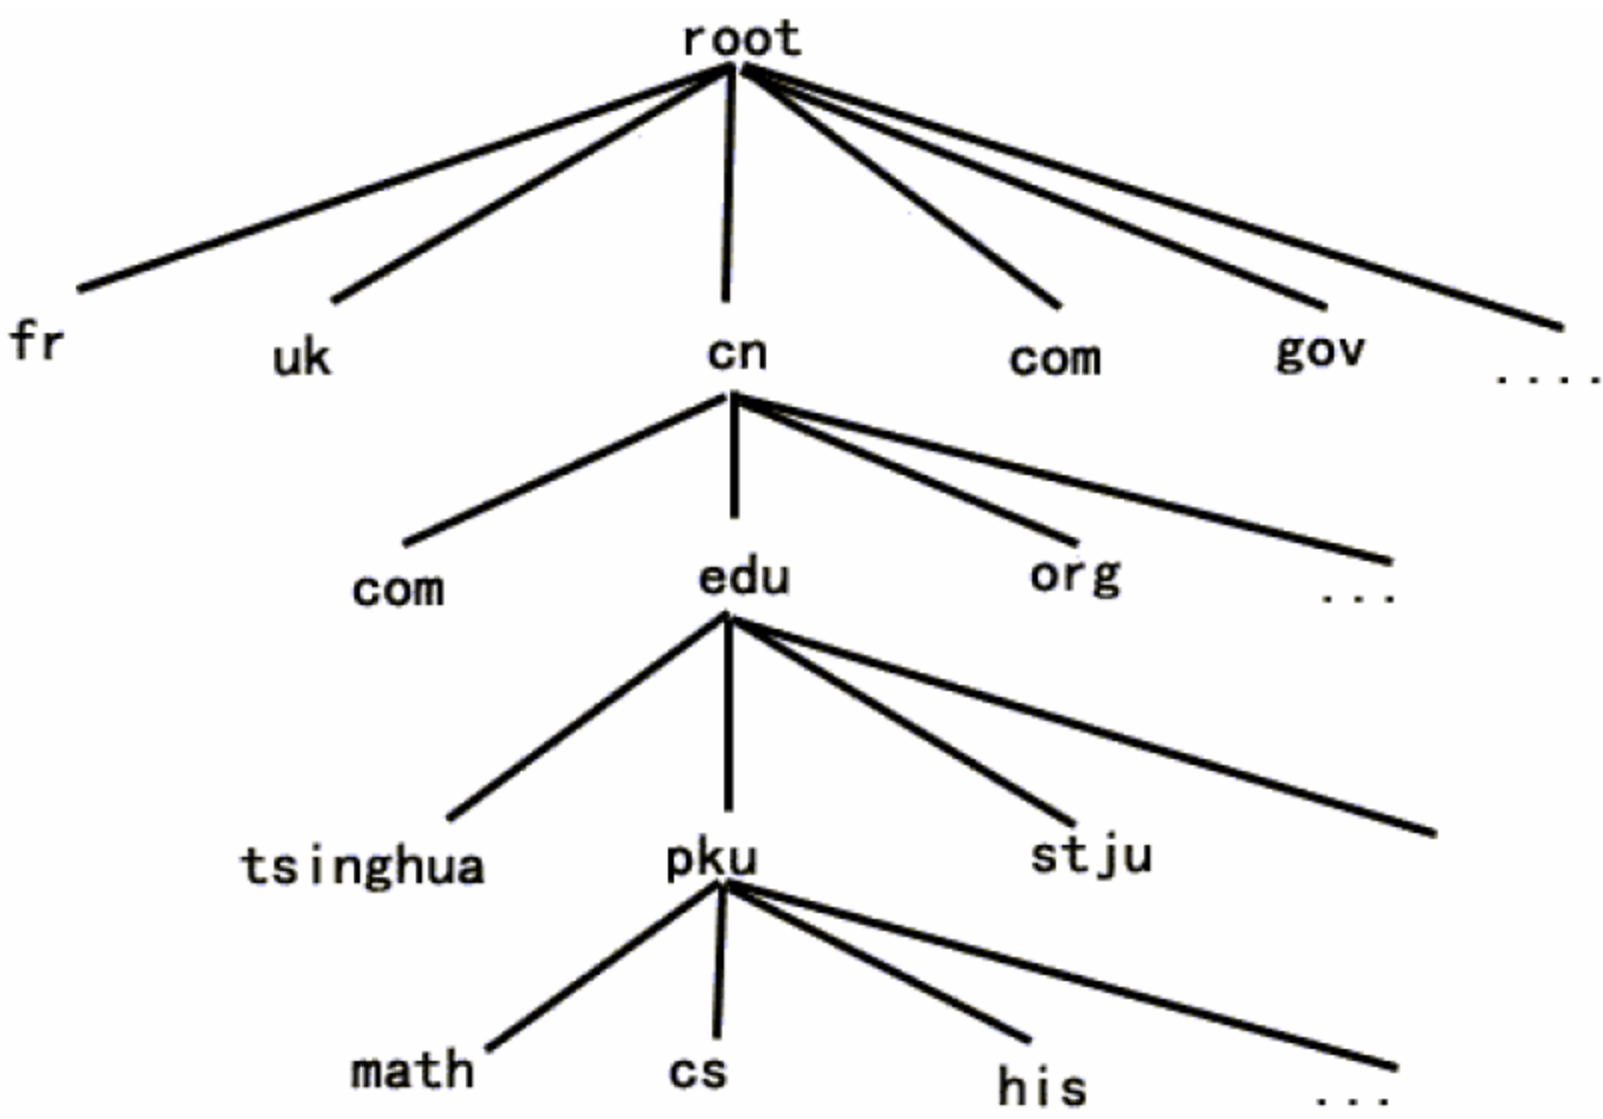 root
fr uk cn com gov ....
com edu org ...
tsinghua pku stju
math cs his ...